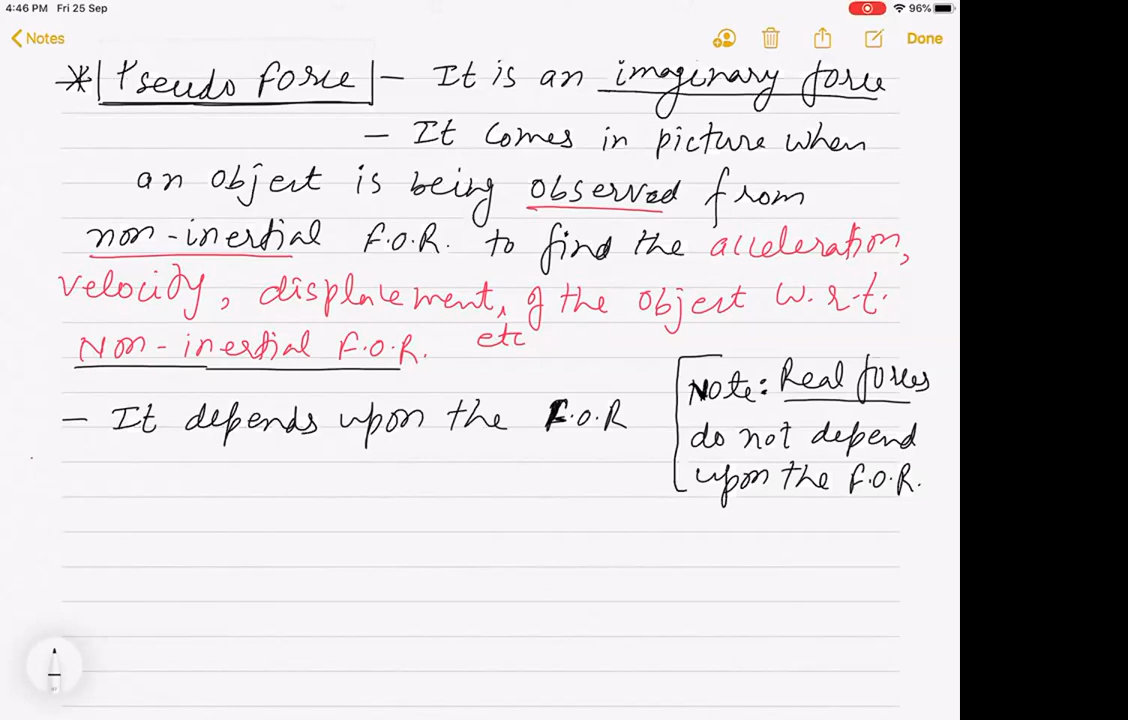 4:46 PM Fri 25 Sep 96%
Notes Done
* Pseudo Force - It is an imaginary force
- It comes in picture when
an object is being observed from
non-inertial F.O.R. to find the acceleration,
velocity, displacement, etc of the object w.r.t.
Non-inertial F.O.R.
- It depends upon the F.O.R
Note: Real forces
do not depend
upon the F.O.R.